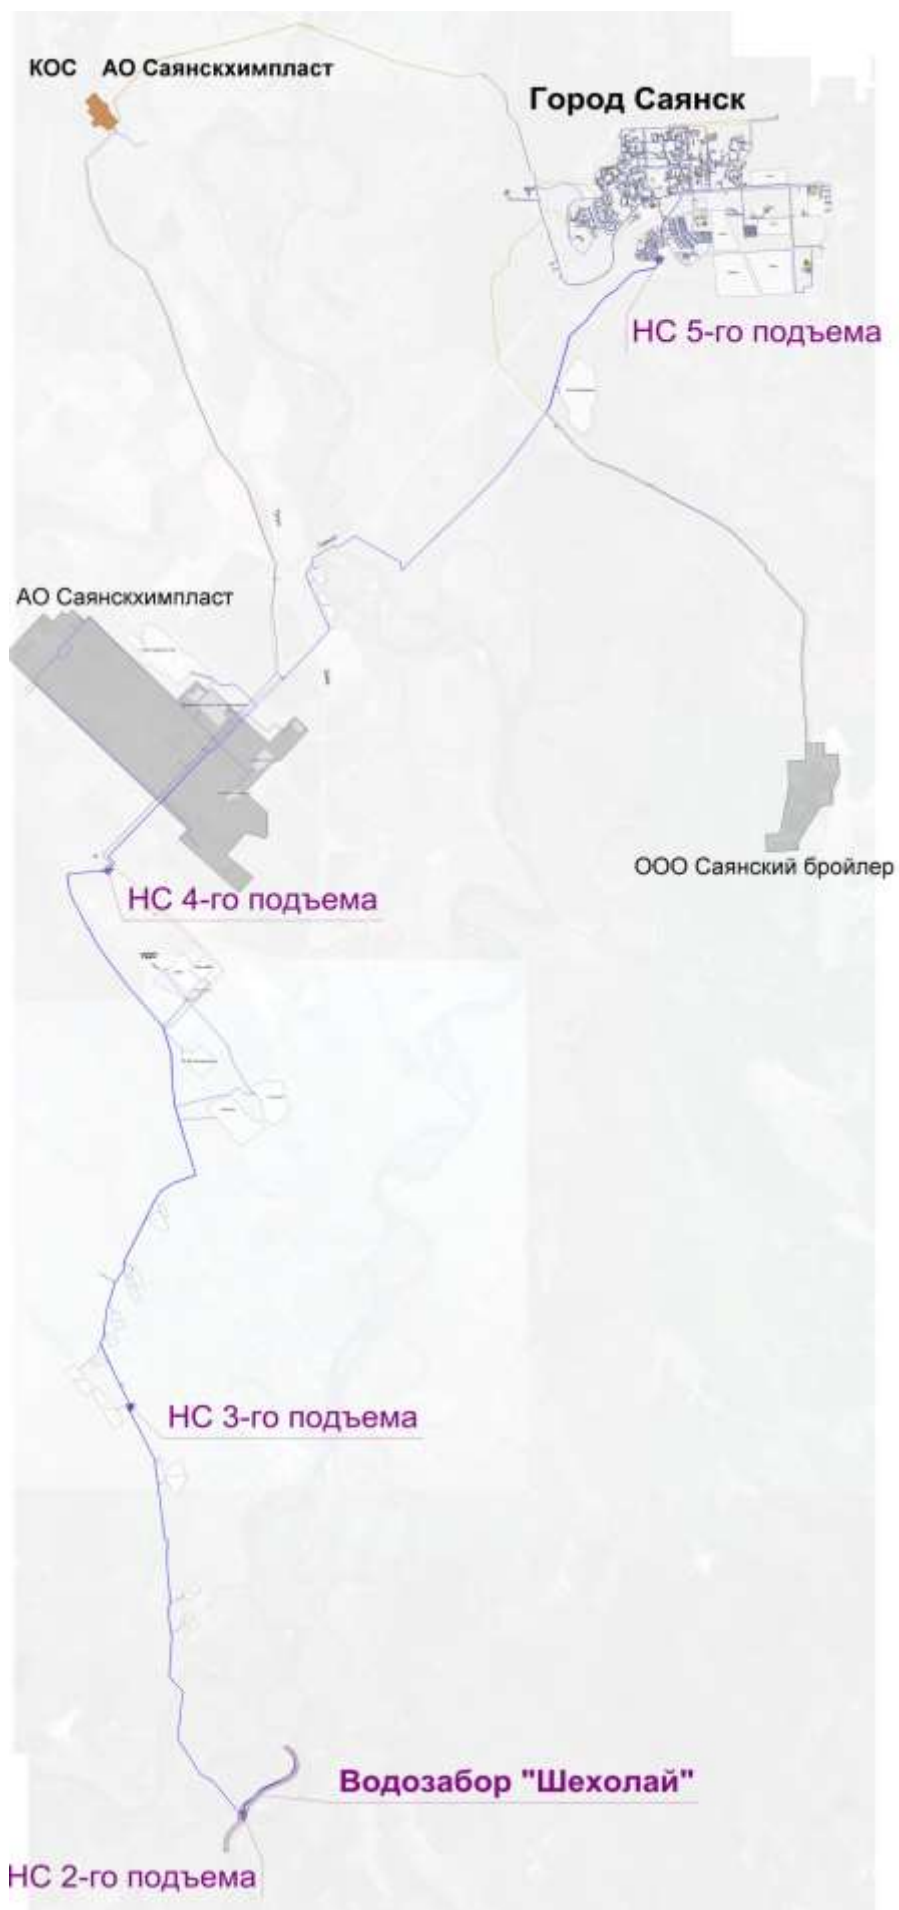 КОС АО Саянскхимпласт
Город Саянск
НС 5-го подъема
АО Саянскхимпласт
ООО Саянский бройлер
НС 4-го подъема
НС 3-го подъема
Водозабор "Шехолай"
НС 2-го подъема